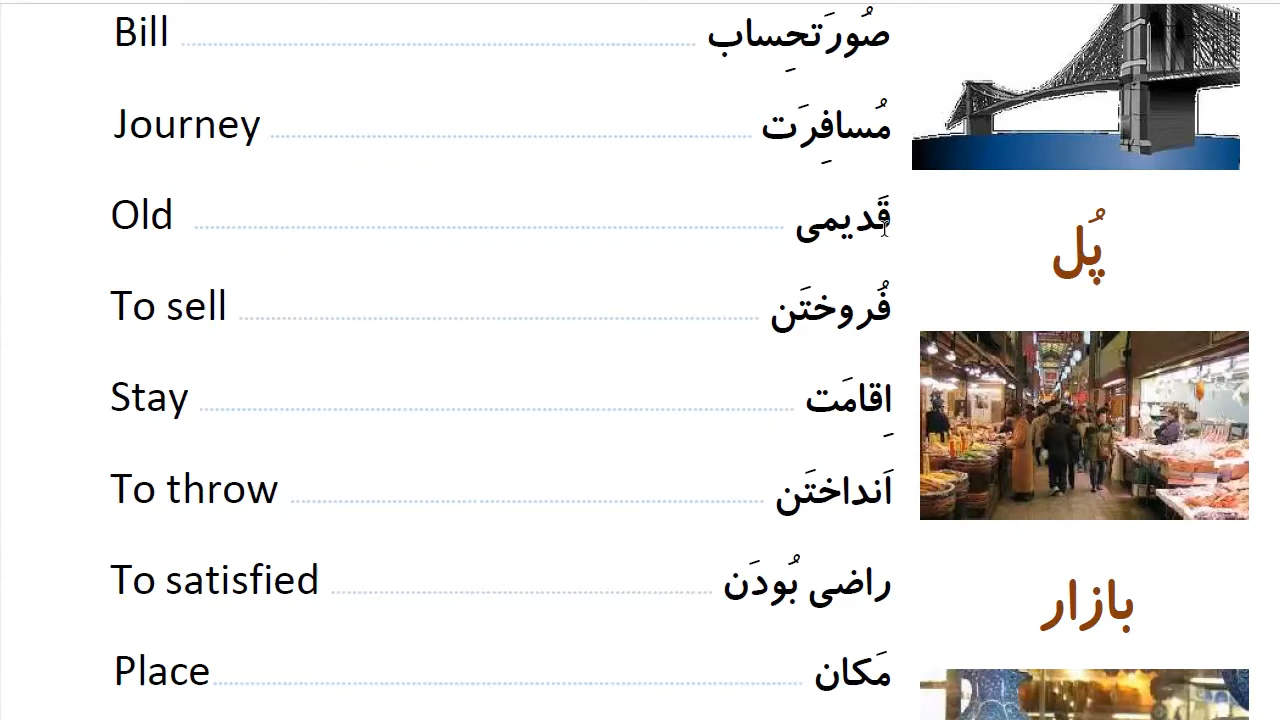 Bill صُورَتحِساب
Journey مُسافِرَت
Old قَدیمی
پُل
To sell فُروختَن
Stay اِقامَت
To throw اَنداختَن
To satisfied راضی بُودَن
بازار
Place مَکان